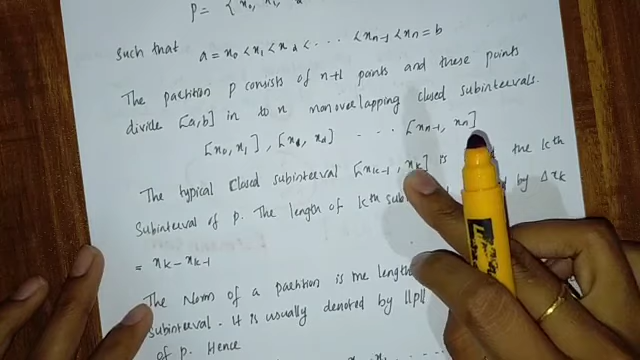 P = {x0, x1,
such that a = x0 < x1 < x2 < . . . . < xn-1 < xn = b
The partition P consists of n+1 points and these points
divide [a,b] in to n nonoverlapping closed subintervals.
[x0, x1], [x1, x2] . . . [xn-1, xn]
The typical closed subinterval [xk-1, xk] is the kth
Subinterval of P. The length of kth sub by Δxk
= xk - xk-1
The Norm of a partition is the length
subinterval. It is usually denoted by ||P||
of P. Hence